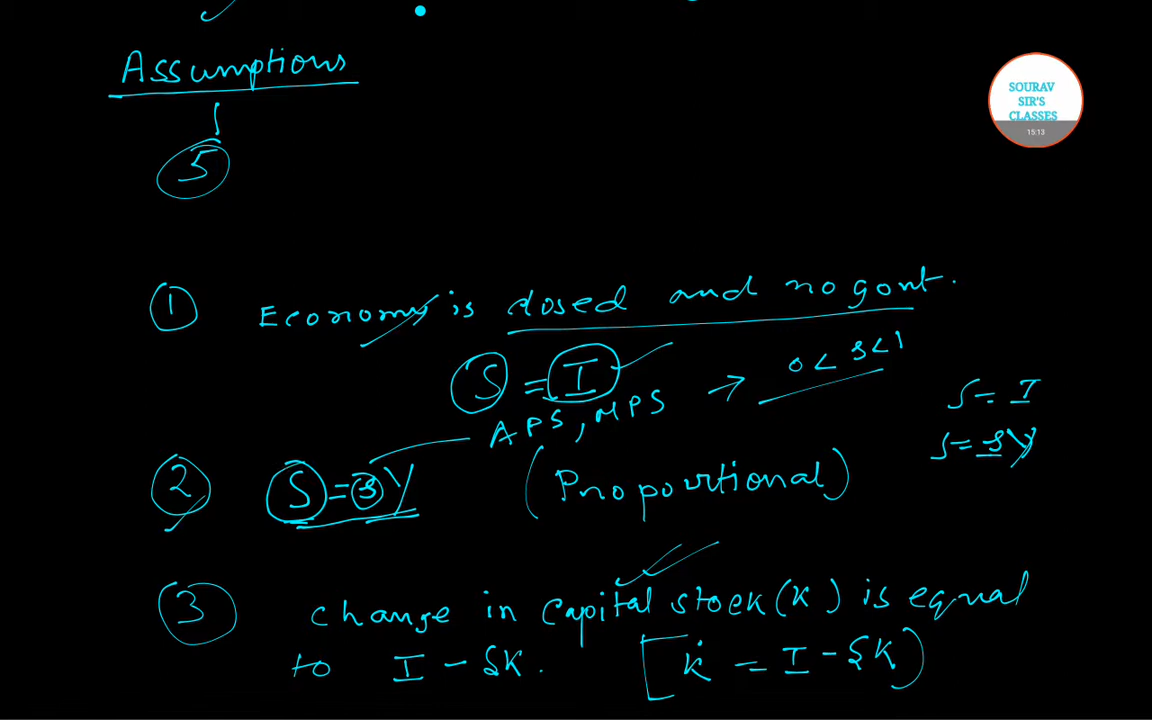 Assumptions
SOURAV
SIR'S
CLASSES
15:13
5
1 Economy is closed and no govt.
S = I
APS, MPS → 0 < s < 1
S = I
S = sY
2 S = sY (Proportional)
3 change in capital stock (K) is equal
to I - δK. [K̇ = I - δK)